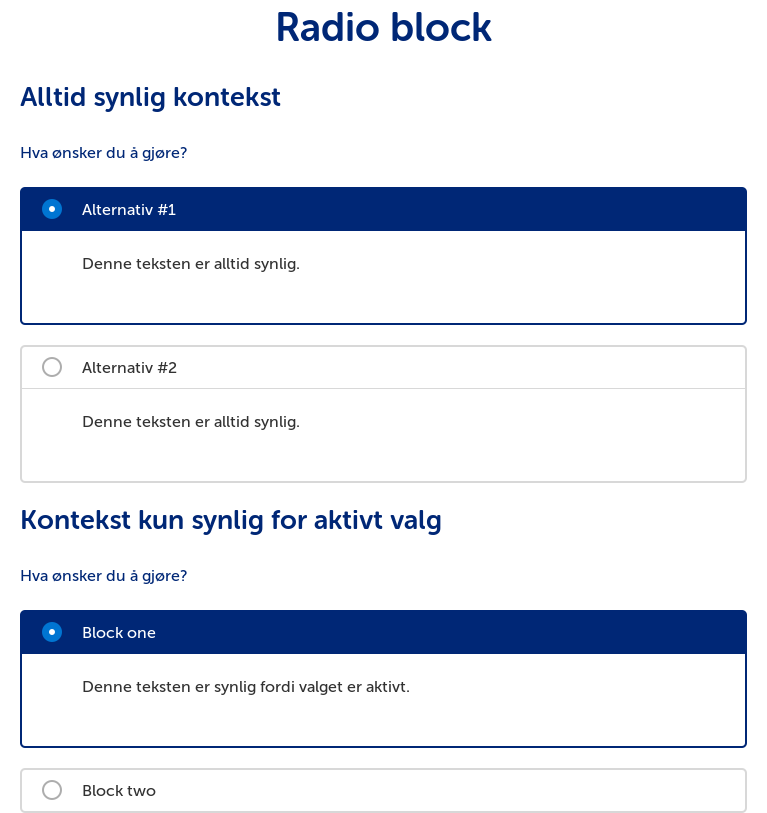 Radio block
Alltid synlig kontekst
Hva ønsker du å gjøre?
Alternativ #1
Denne teksten er alltid synlig.
Alternativ #2
Denne teksten er alltid synlig.
Kontekst kun synlig for aktivt valg
Hva ønsker du å gjøre?
Block one
Denne teksten er synlig fordi valget er aktivt.
Block two